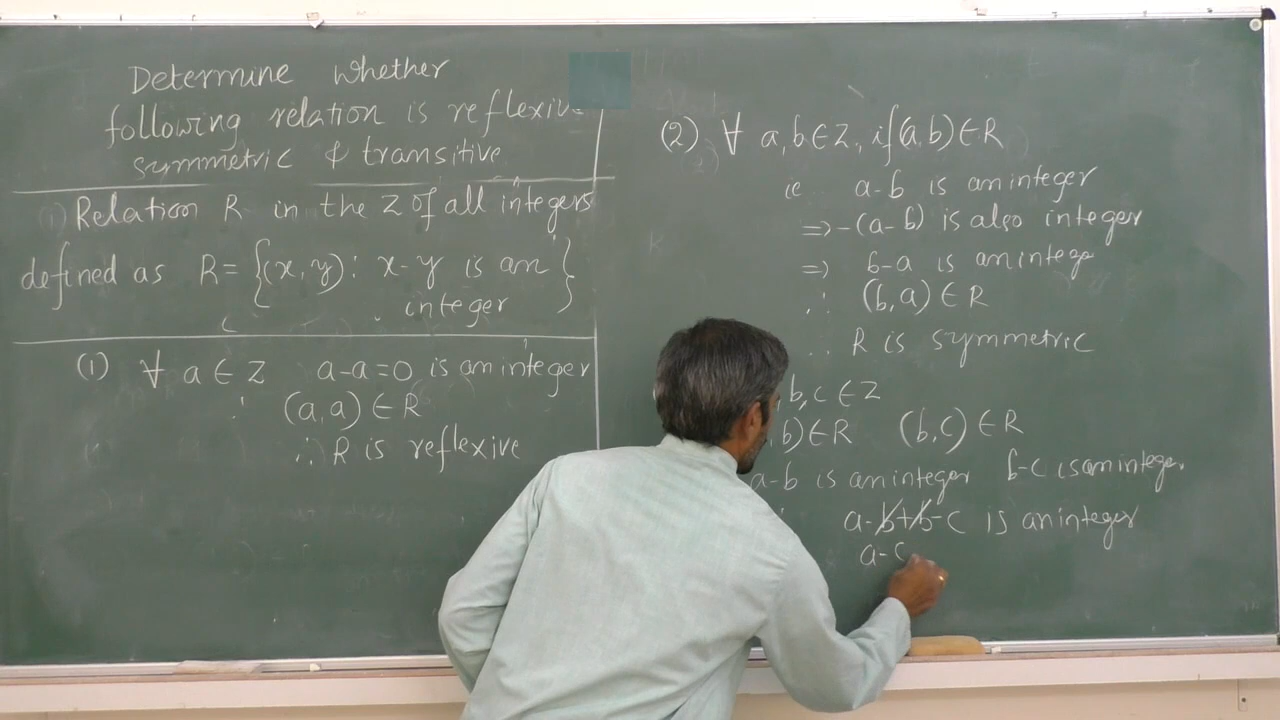 Determine whether
following relation is reflexive
symmetric & transitive
(i) Relation R in the Z of all integers
defined as R= {(x,y): x-y is an
integer}
(1) ∀ a ∈ Z a-a=0 is an integer
∴ (a,a) ∈ R
∴ R is reflexive
(2) ∀ a,b ∈ Z, if (a,b) ∈ R
ie a-b is an integer
=> -(a-b) is also integer
=> b-a is an intege
∴ (b,a) ∈ R
∴ R is symmetric
b,c ∈ Z
,b) ∈ R (b,c) ∈ R
a-b is an integer b-c is an integer
a-b+b-c is an integer
a-c